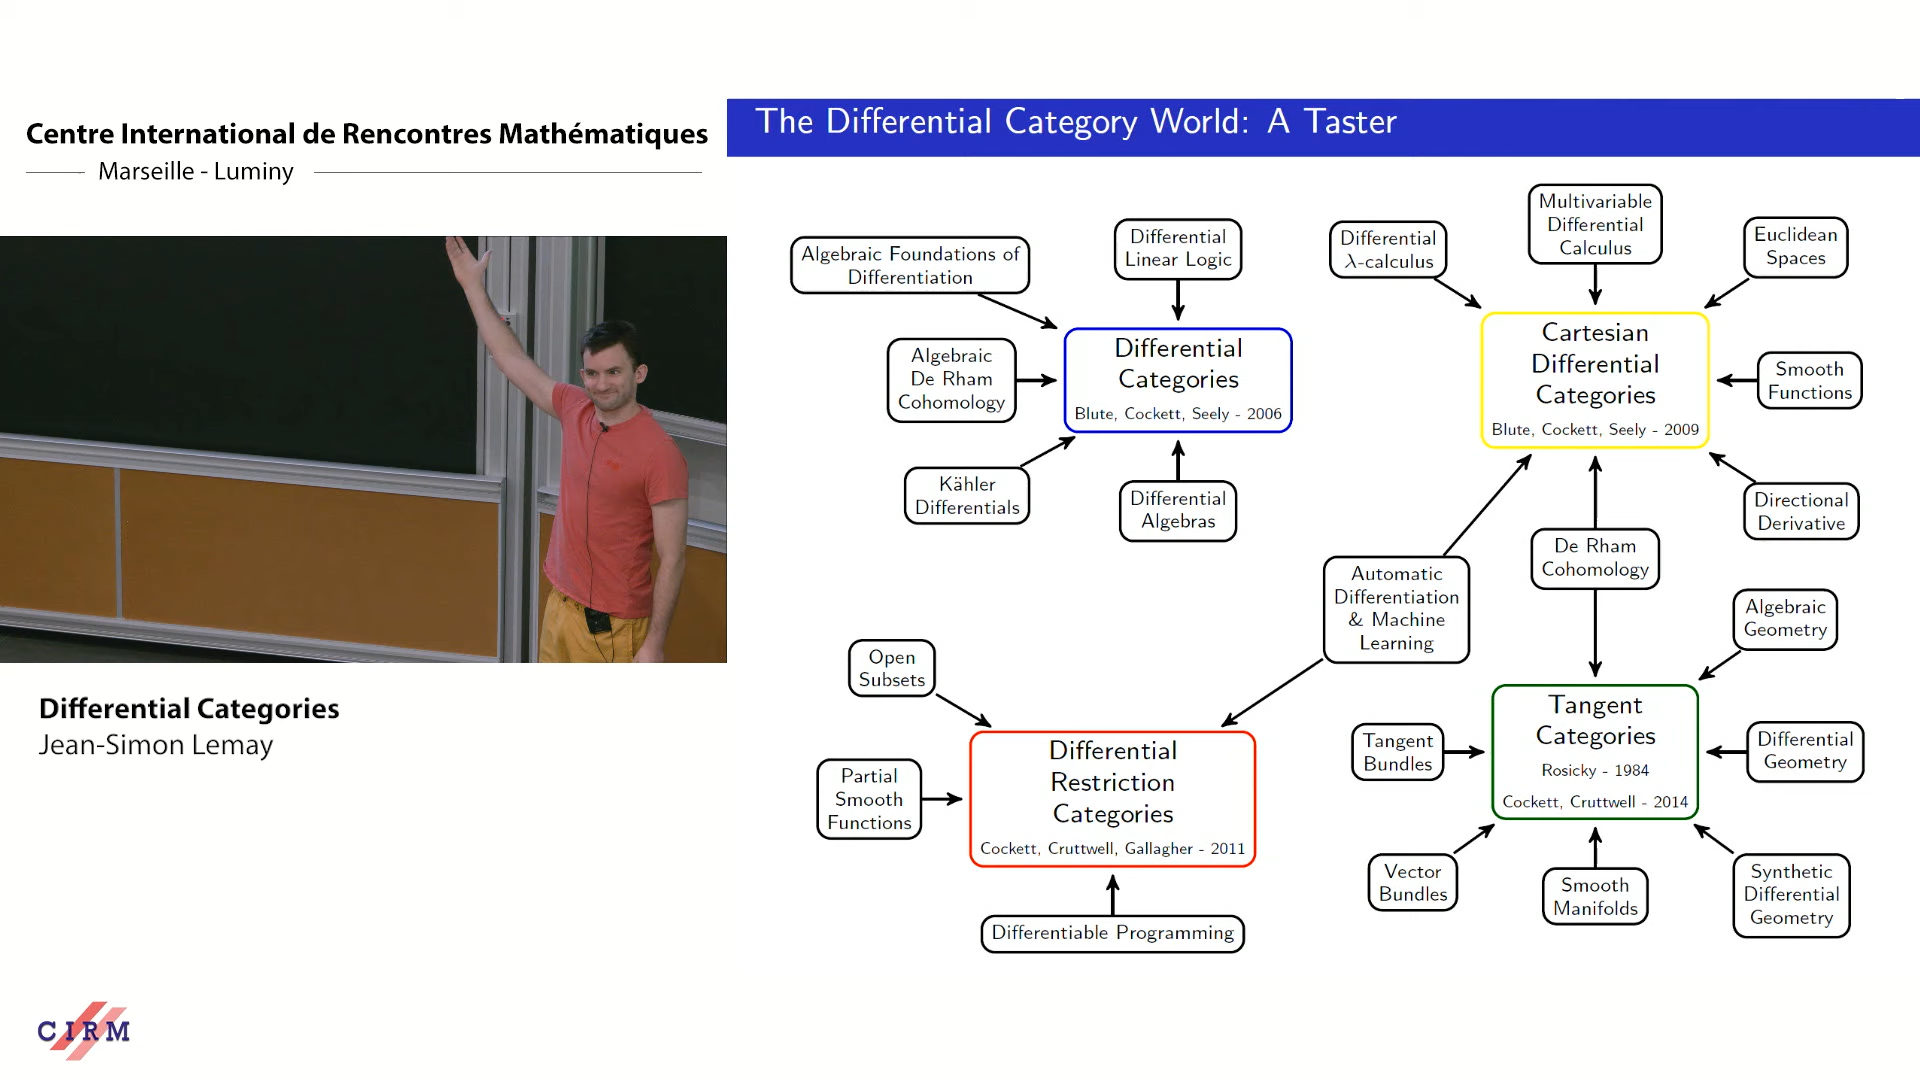 Centre International de Rencontres Mathématiques
Marseille - Luminy
Differential Categories
Jean-Simon Lemay
CIRM
The Differential Category World: A Taster
Algebraic Foundations of
Differentiation
Differential
Linear Logic
Algebraic
De Rham
Cohomology
Differential
Categories
Blute, Cockett, Seely - 2006
Kähler
Differentials
Differential
Algebras
Differential
λ-calculus
Multivariable
Differential
Calculus
Euclidean
Spaces
Cartesian
Differential
Categories
Blute, Cockett, Seely - 2009
Smooth
Functions
Directional
Derivative
De Rham
Cohomology
Automatic
Differentiation
& Machine
Learning
Algebraic
Geometry
Open
Subsets
Partial
Smooth
Functions
Differential
Restriction
Categories
Cockett, Cruttwell, Gallagher - 2011
Differentiable Programming
Tangent
Bundles
Tangent
Categories
Rosicky - 1984
Cockett, Cruttwell - 2014
Differential
Geometry
Vector
Bundles
Smooth
Manifolds
Synthetic
Differential
Geometry